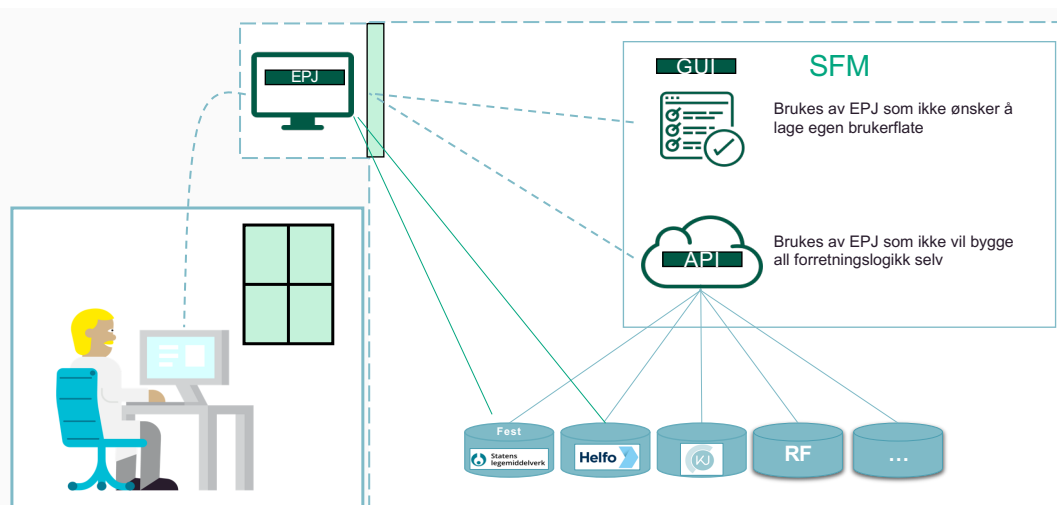 EPJ
GUI
SFM
Brukes av EPJ som ikke ønsker å
lage egen brukerflate
API
Brukes av EPJ som ikke vil bygge
all forretningslogikk selv
Fest
Statens
legemiddelverk
Helfo
KJ
RF
...